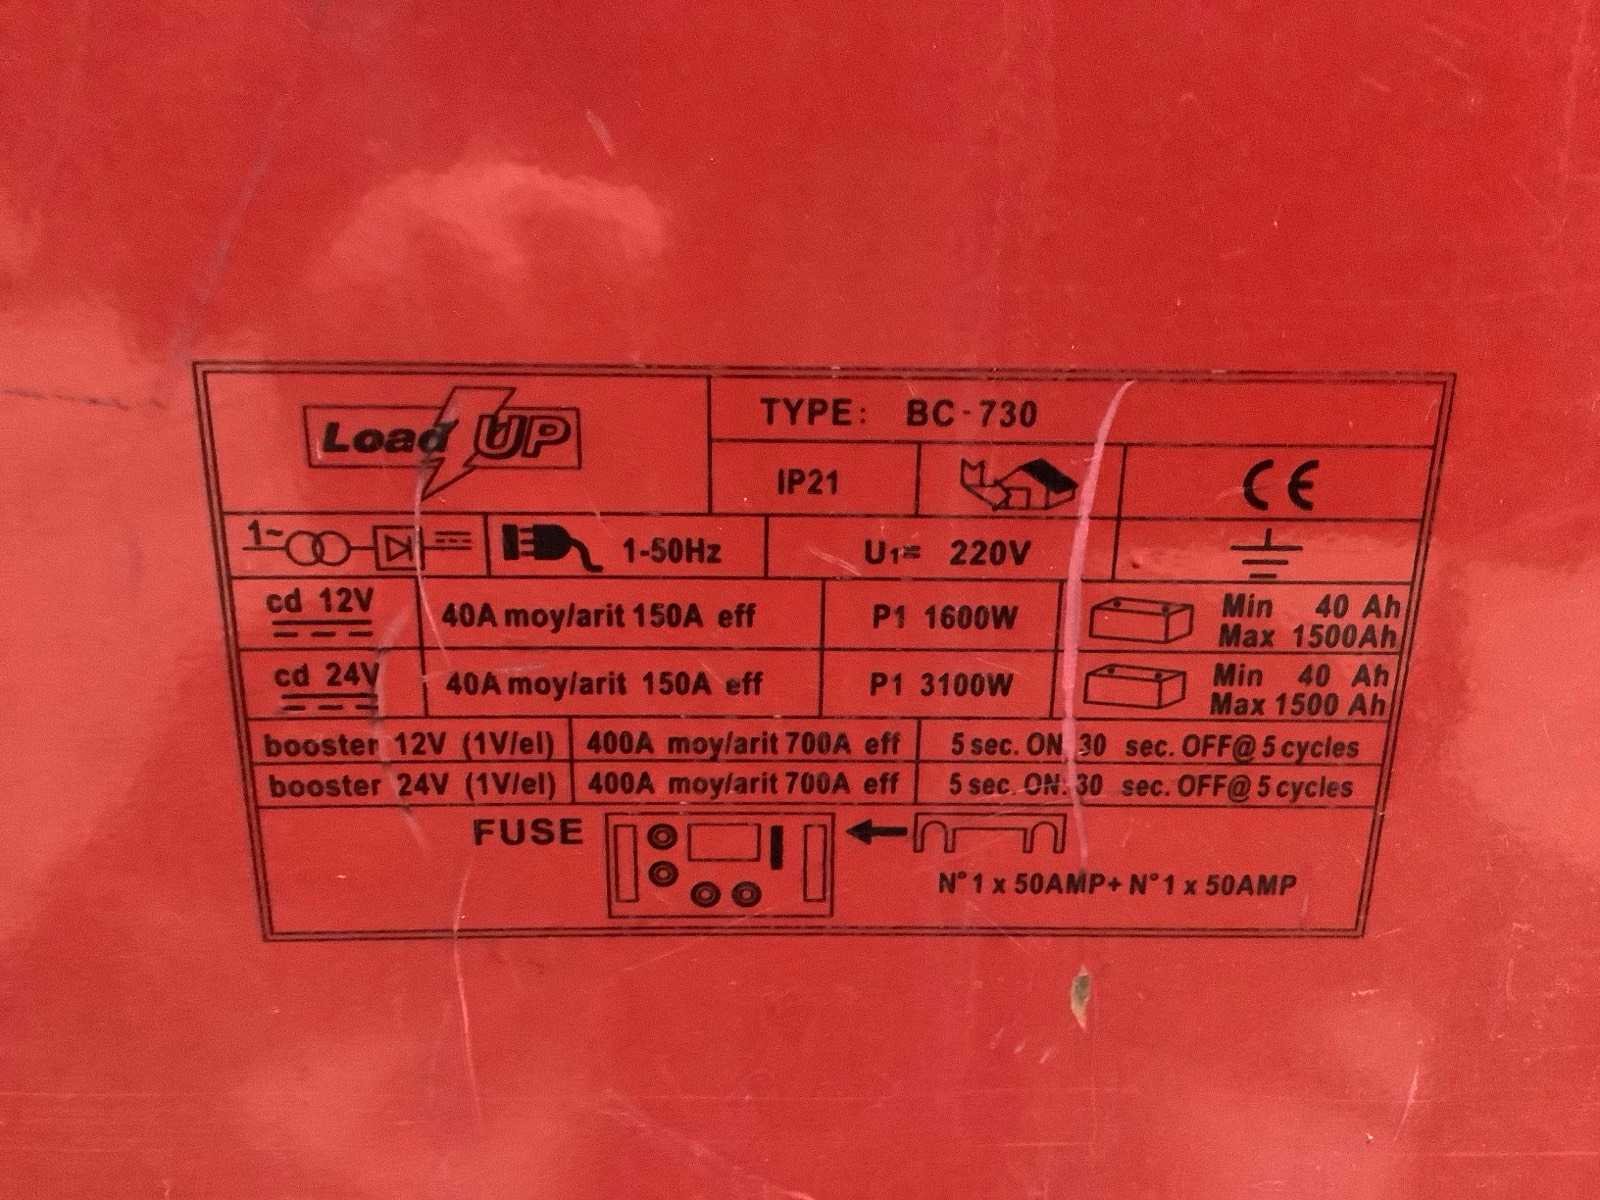 Load UP
TYPE: BC-730
IP21
CE
1~
1-50Hz
U1= 220V
cd 12V
40A moy/arit 150A eff
P1 1600W
Min 40 Ah
Max 1500Ah
cd 24V
40A moy/arit 150A eff
P1 3100W
Min 40 Ah
Max 1500 Ah
booster 12V (1V/el)
400A moy/arit 700A eff
5 sec. ON: 30 sec. OFF@ 5 cycles
booster 24V (1V/el)
400A moy/arit 700A eff
5 sec. ON: 30 sec. OFF@ 5 cycles
FUSE
N°1 x 50AMP+ N°1 x 50AMP